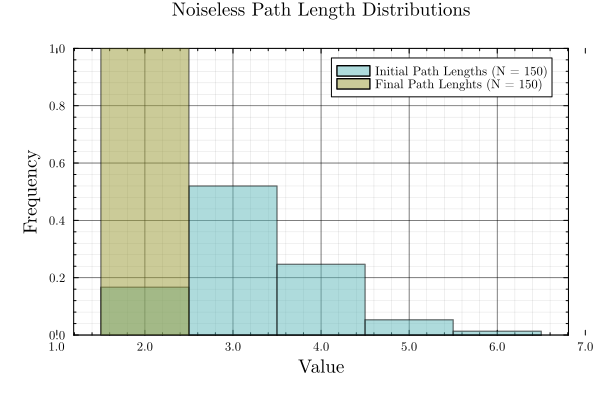 Noiseless Path Length Distributions
Initial Path Lengths (N = 150)
Final Path Lenghts (N = 150)
Frequency
1.0
0.8
0.6
0.4
0.2
0.0
1.0 2.0 3.0 4.0 5.0 6.0 7.0
Value